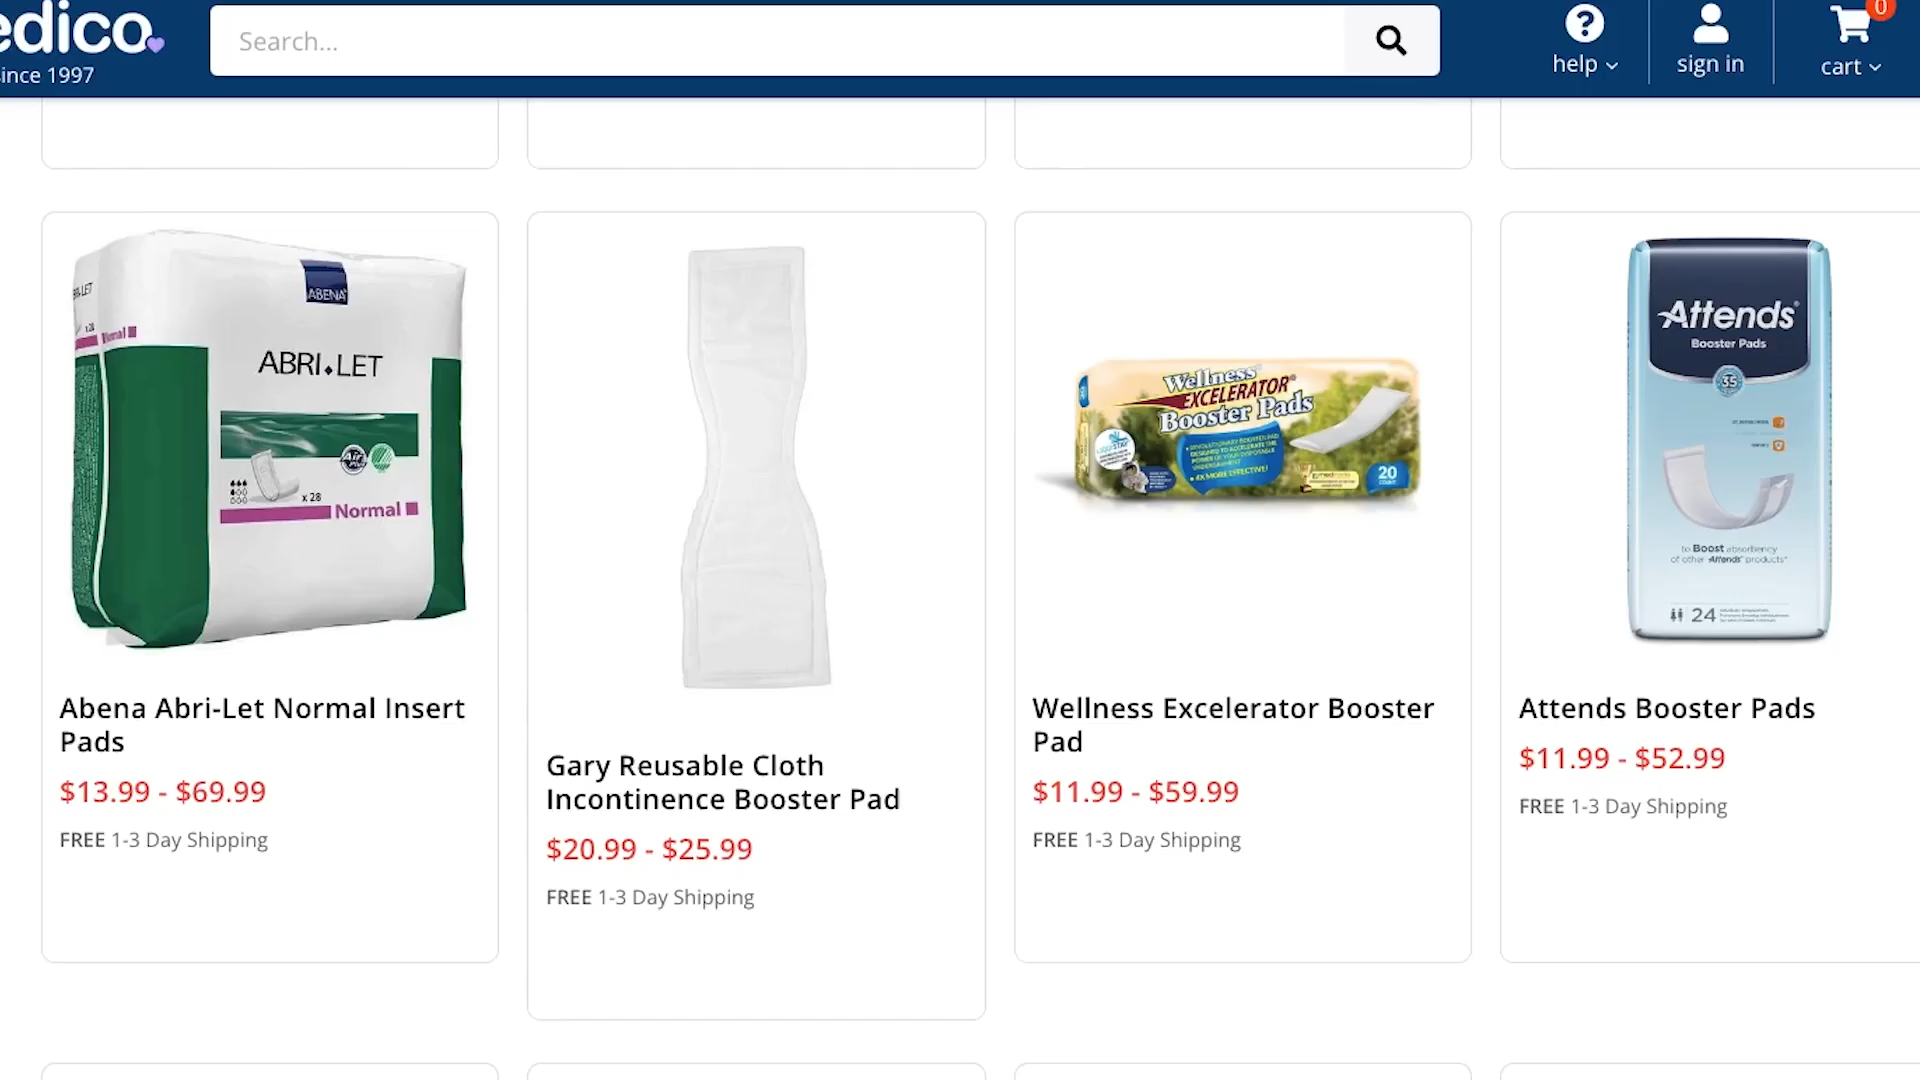 edico
since 1997
Search...
help
sign in
0
cart
ABENA
ABRI-LET
x 28
Normal
Abena Abri-Let Normal Insert
Pads
$13.99 - $69.99
FREE 1-3 Day Shipping
Gary Reusable Cloth
Incontinence Booster Pad
$20.99 - $25.99
FREE 1-3 Day Shipping
Wellness
EXCELERATOR®
Booster Pads
20
COUNT
Wellness Excelerator Booster
Pad
$11.99 - $59.99
FREE 1-3 Day Shipping
Attends®
Booster Pads
35
to Boost absorbency
of other Attends® products*
24
Attends Booster Pads
$11.99 - $52.99
FREE 1-3 Day Shipping